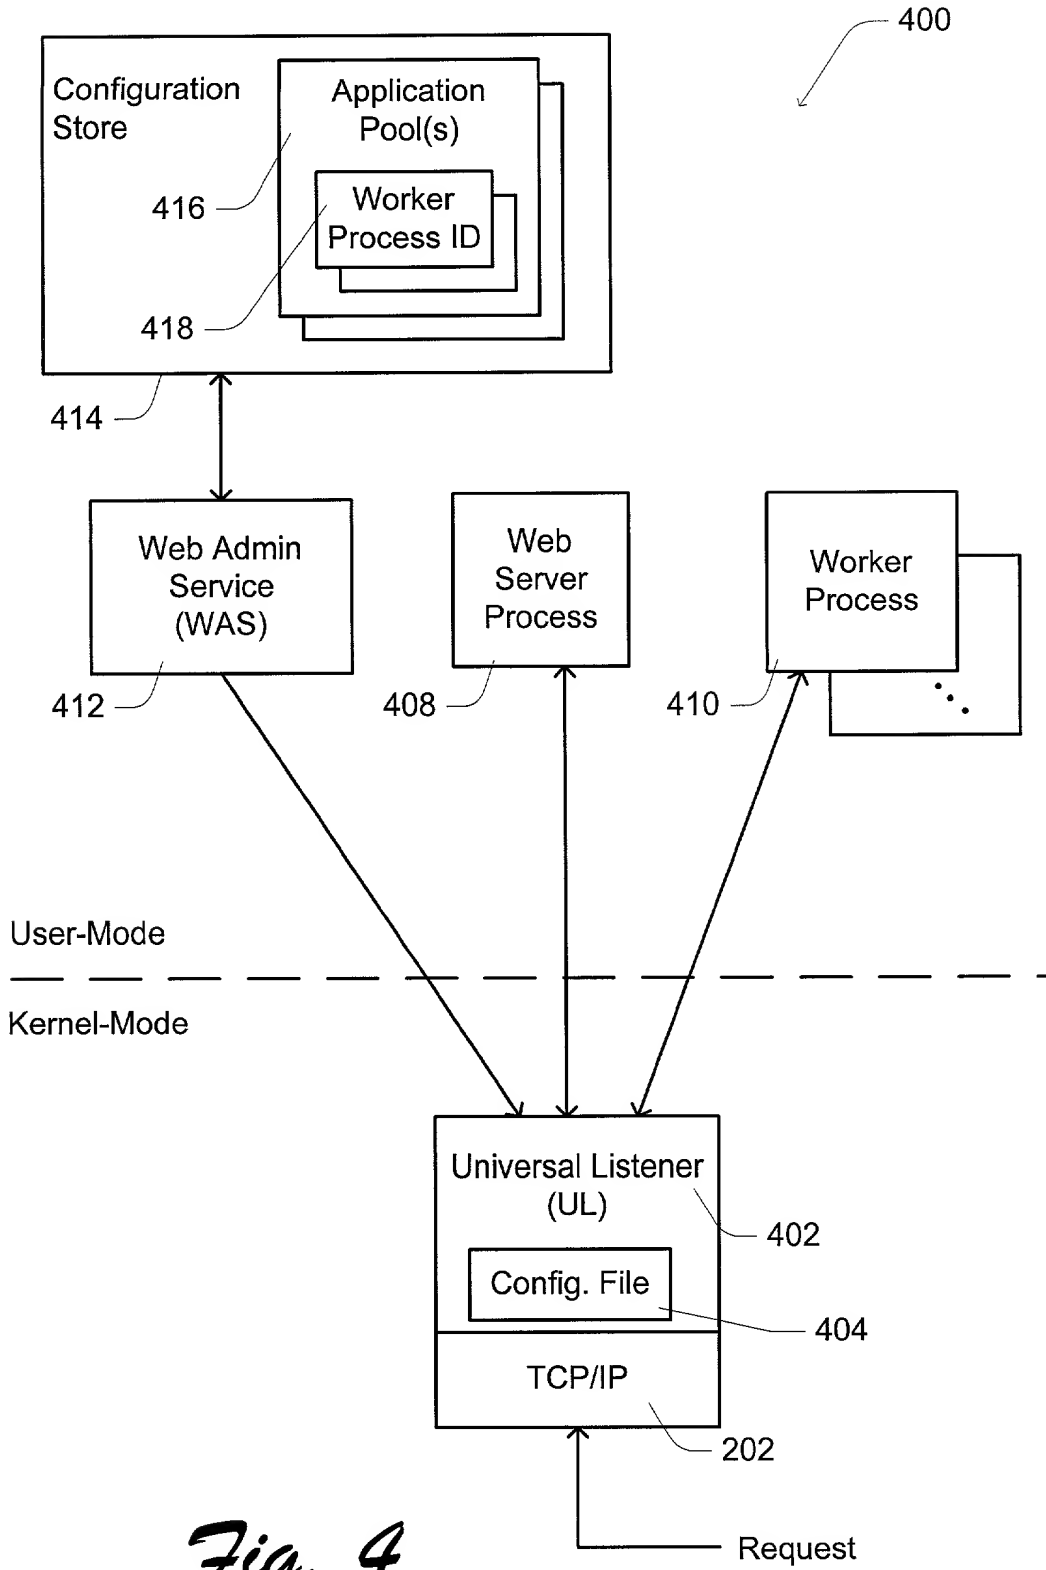 400
Configuration
Store
Application
Pool(s)
416
Worker
Process ID
418
414
Web Admin
Service
(WAS)
412
Web
Server
Process
408
Worker
Process
410
User-Mode
Kernel-Mode
Universal Listener
(UL)
402
Config. File
404
TCP/IP
202
Request
Fig. 4